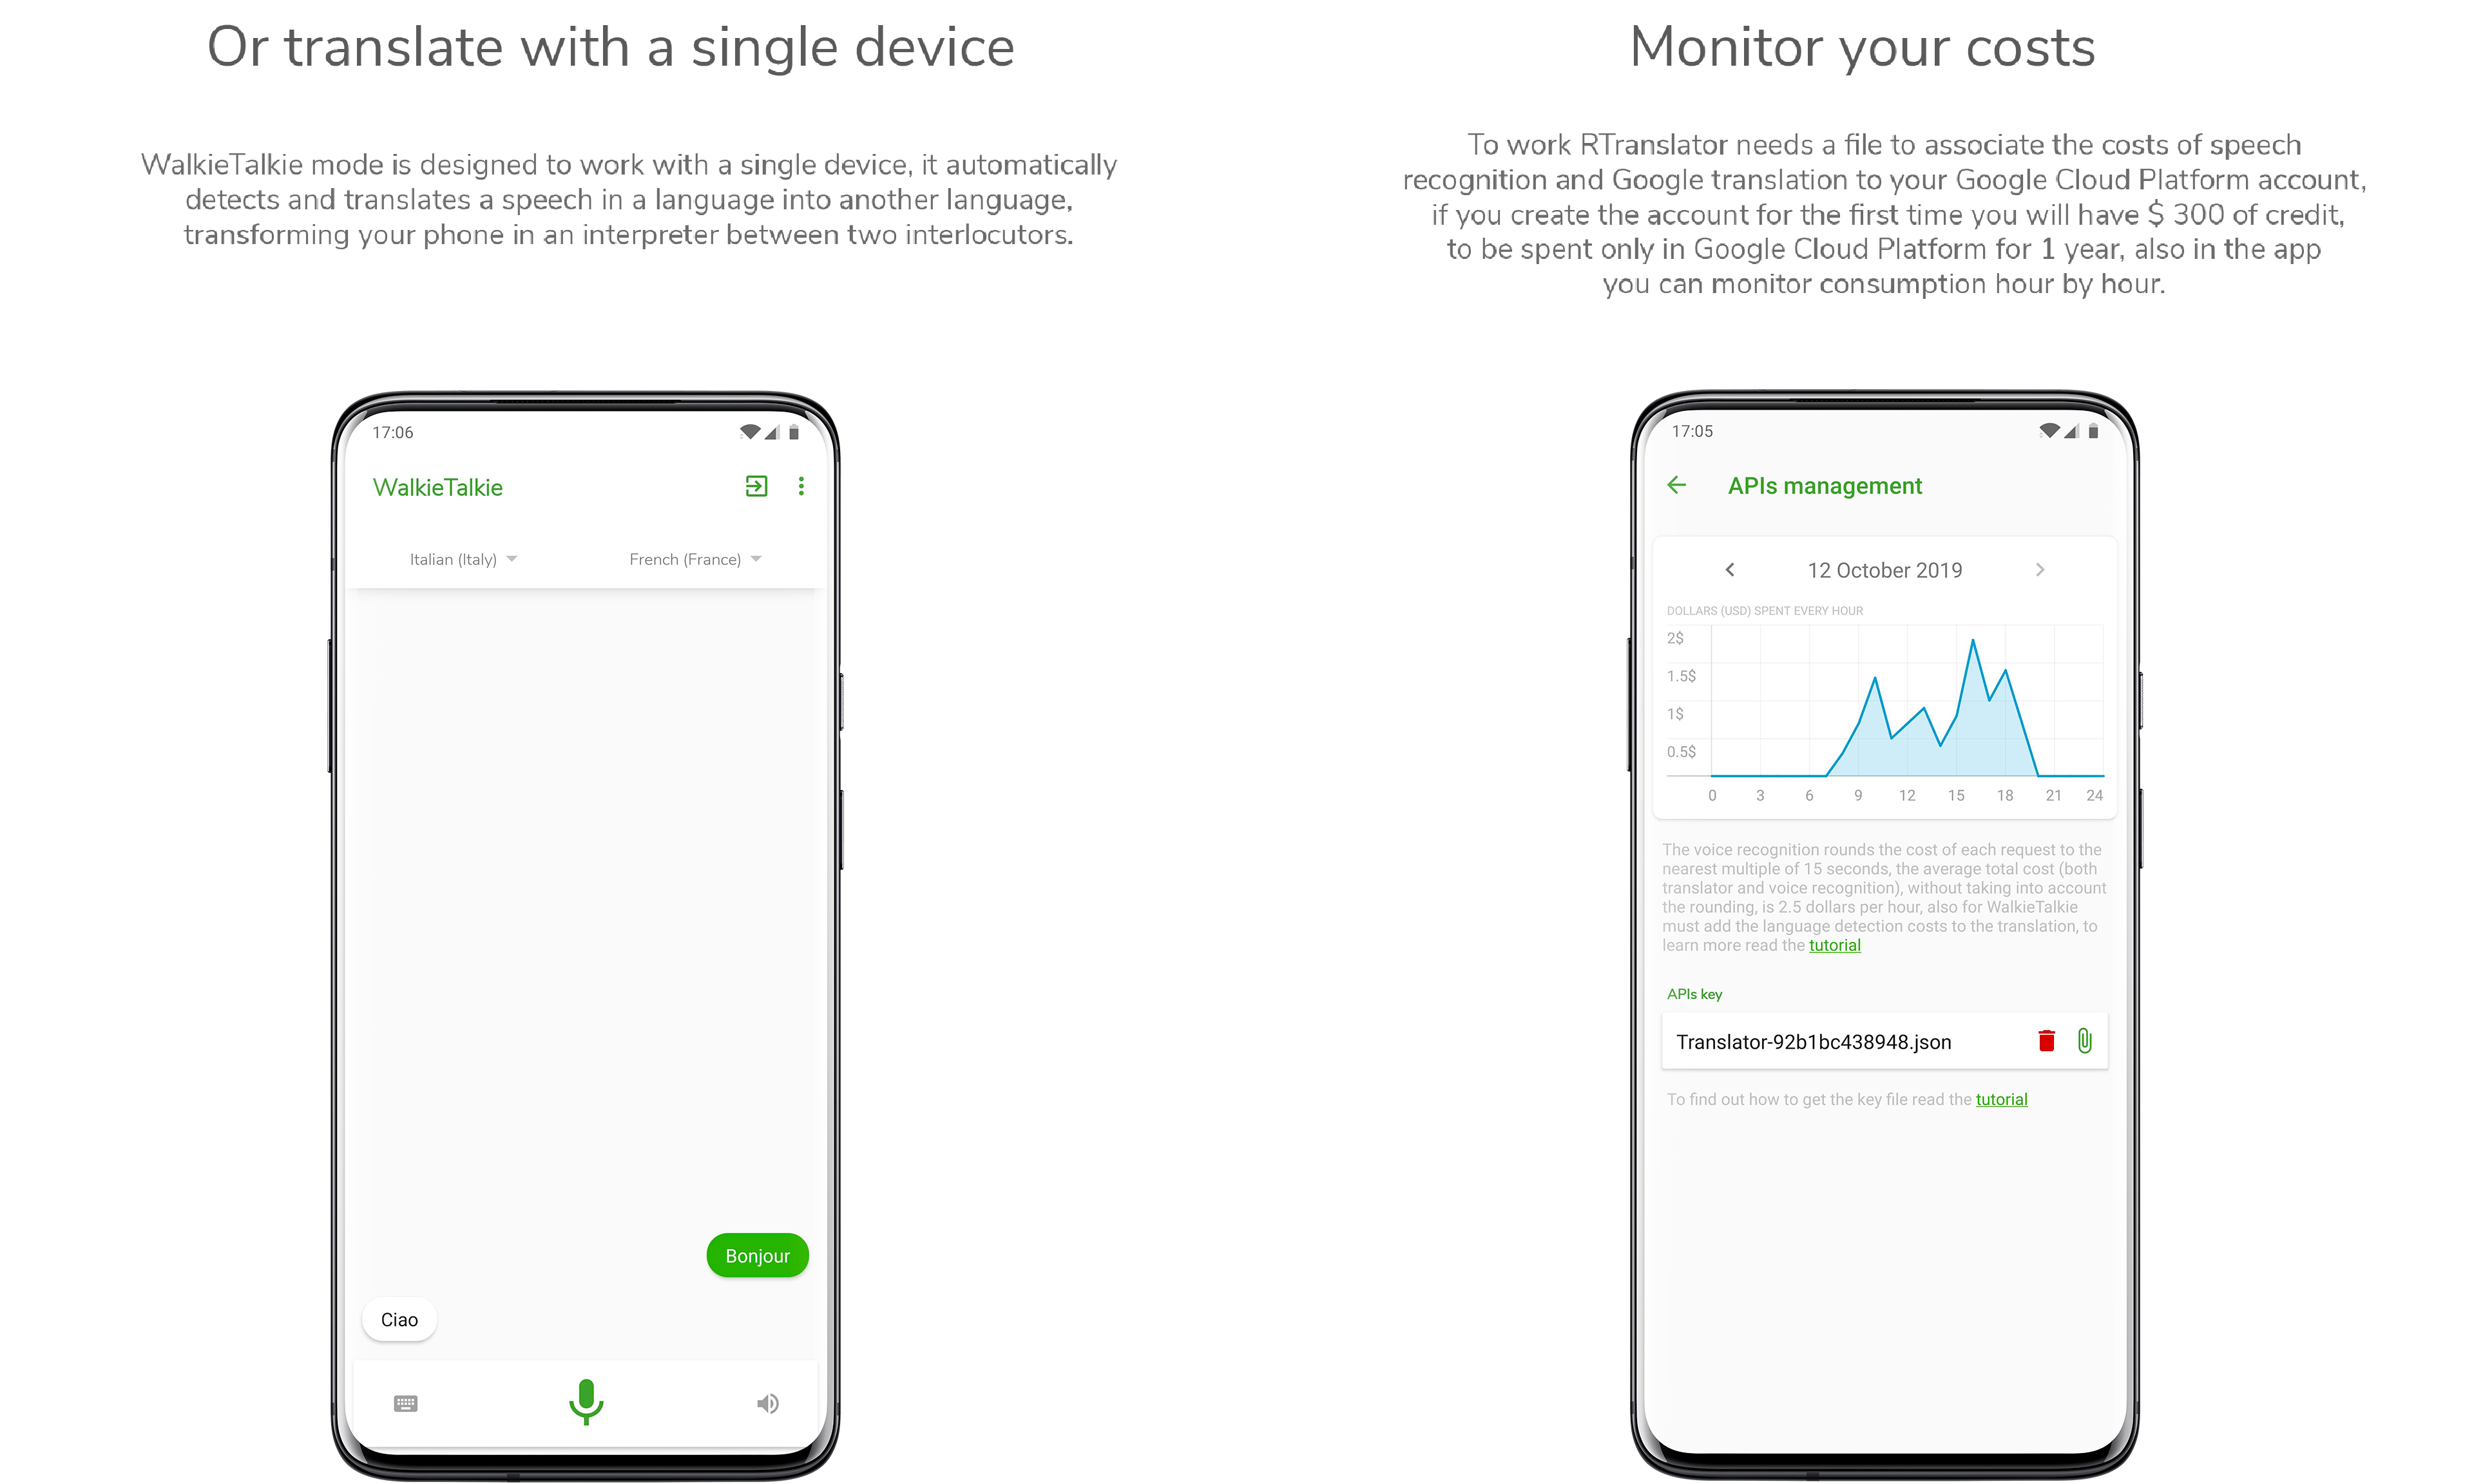 Or translate with a single device
WalkieTalkie mode is designed to work with a single device, it automatically
detects and translates a speech in a language into another language,
transforming your phone in an interpreter between two interlocutors.
17:06
WalkieTalkie
Italian (Italy)
French (France)
Bonjour
Ciao
Monitor your costs
To work RTranslator needs a file to associate the costs of speech
recognition and Google translation to your Google Cloud Platform account,
if you create the account for the first time you will have $ 300 of credit,
to be spent only in Google Cloud Platform for 1 year, also in the app
you can monitor consumption hour by hour.
17:05
APIs management
12 October 2019
DOLLARS (USD) SPENT EVERY HOUR
2$
1.5$
1$
0.5$
0 3 6 9 12 15 18 21 24
The voice recognition rounds the cost of each request to the
nearest multiple of 15 seconds, the average total cost (both
translator and voice recognition), without taking into account
the rounding, is 2.5 dollars per hour, also for WalkieTalkie
must add the language detection costs to the translation, to
learn more read the tutorial
APIs key
Translator-92b1bc438948.json
To find out how to get the key file read the tutorial